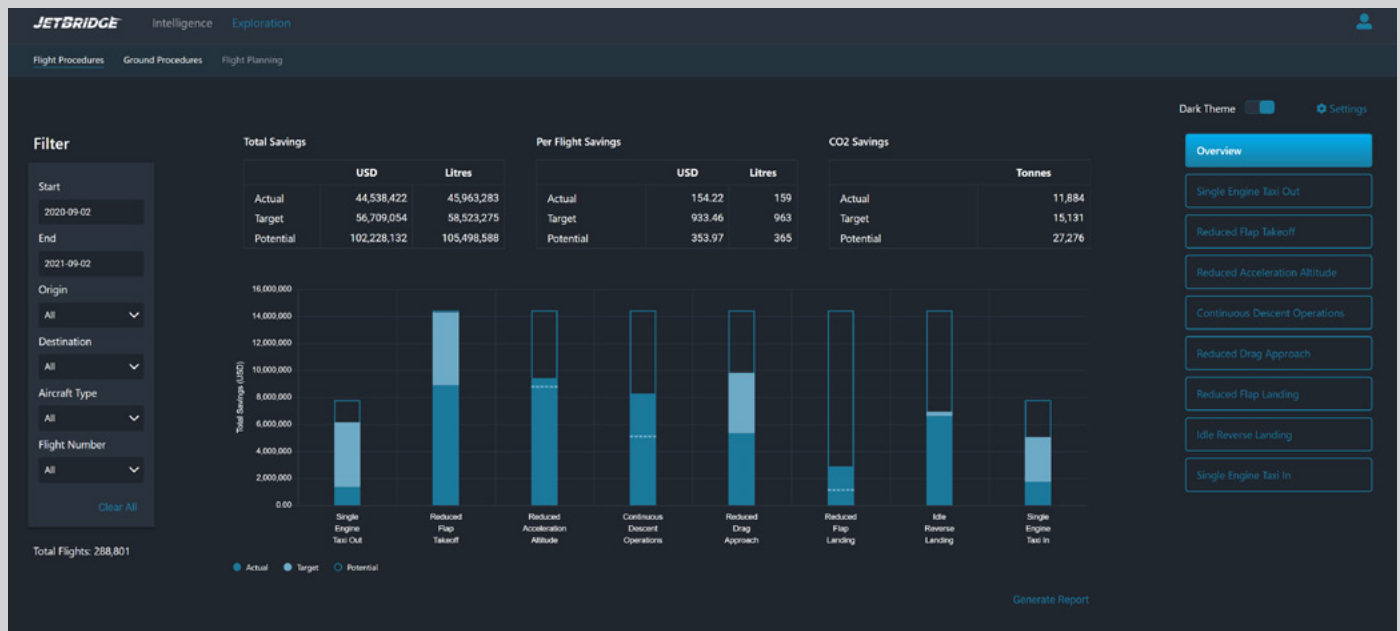 JETBRIDGE Intelligence Exploration
Flight Procedures Ground Procedures Flight Planning
Dark Theme Settings
Filter
Start
2020-09-02
End
2021-09-02
Origin
All
Destination
All
Aircraft Type
All
Flight Number
All
Clear All
Total Flights: 288,801
Total Savings
USD Litres
Actual 44,538,422 45,963,283
Target 56,709,054 58,523,275
Potential 102,228,132 105,498,588
Per Flight Savings
USD Litres
Actual 154.22 159
Target 933.46 963
Potential 353.97 365
CO2 Savings
Tonnes
Actual 11,884
Target 15,131
Potential 27,276
Total Savings (USD)
16,000,000
14,000,000
12,000,000
10,000,000
8,000,000
6,000,000
4,000,000
2,000,000
0.00
Single
Engine
Taxi Out
Reduced
Flap
Takeoff
Reduced
Acceleration
Altitude
Continuous
Descent
Operations
Reduced
Drag
Approach
Reduced
Flap
Landing
Idle
Reverse
Landing
Single
Engine
Taxi In
Actual Target Potential
Generate Report
Overview
Single Engine Taxi Out
Reduced Flap Takeoff
Reduced Acceleration Altitude
Continuous Descent Operations
Reduced Drag Approach
Reduced Flap Landing
Idle Reverse Landing
Single Engine Taxi In